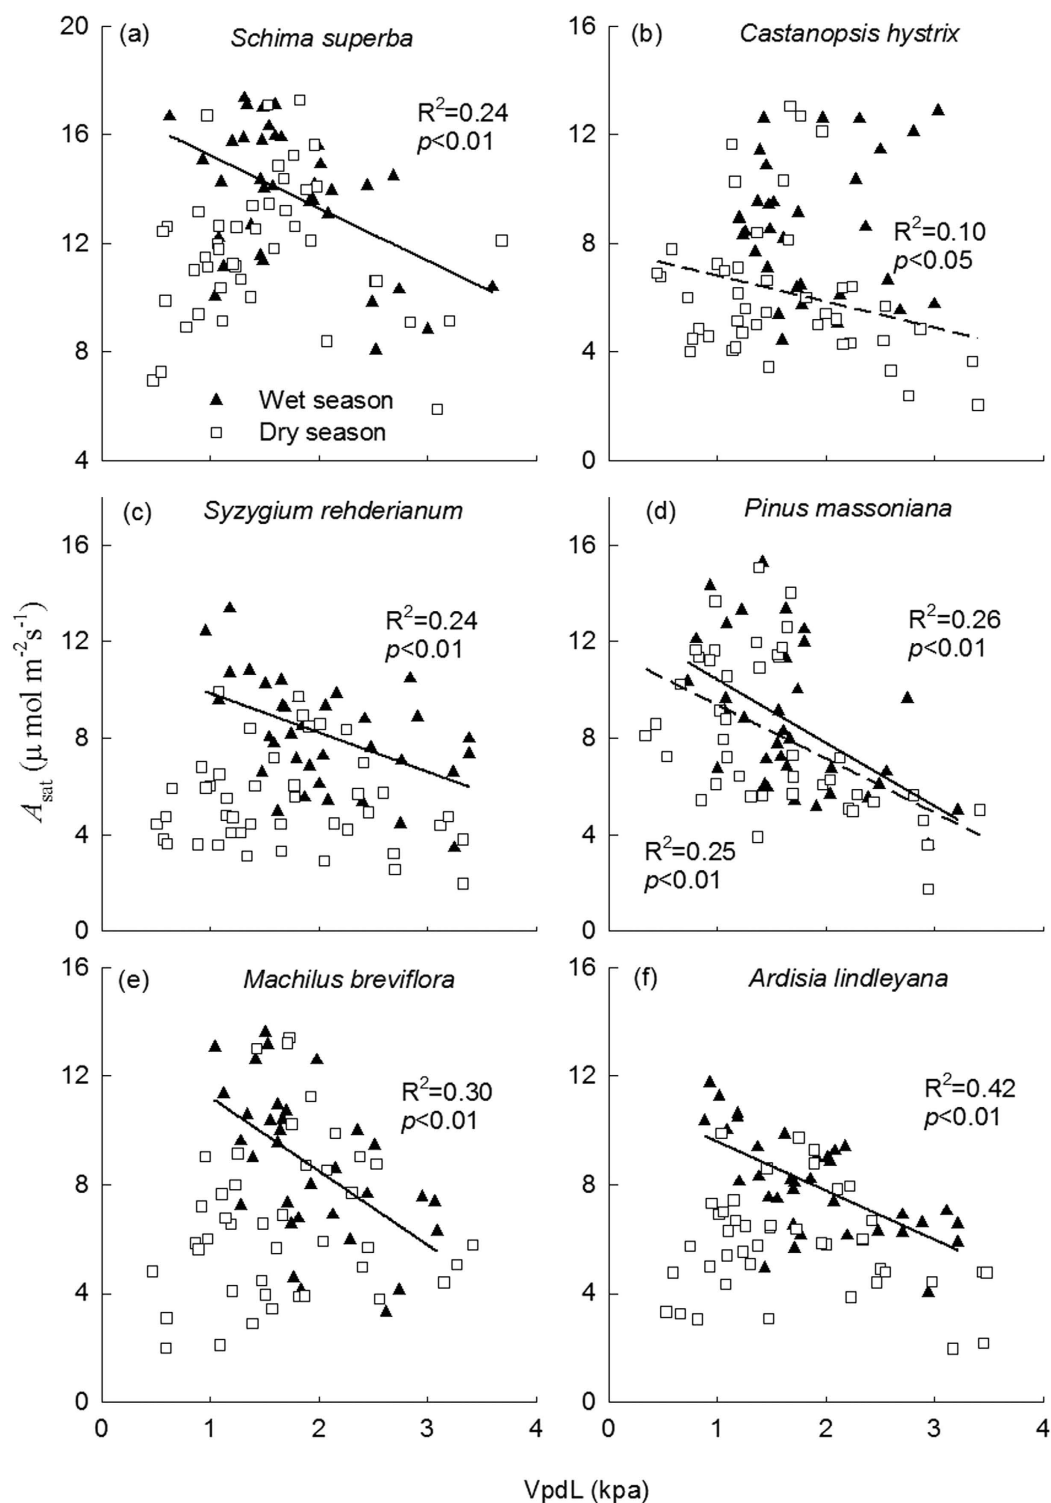 (a) Schima superba
20
16
12
8
4
R²=0.24
p<0.01
Wet season
Dry season
(b) Castanopsis hystrix
16
12
8
4
0
R²=0.10
p<0.05
(c) Syzygium rehderianum
16
12
8
4
0
R²=0.24
p<0.01
(d) Pinus massoniana
16
12
8
4
0
R²=0.26
p<0.01
R²=0.25
p<0.01
(e) Machilus breviflora
16
12
8
4
0
R²=0.30
p<0.01
0 1 2 3 4
(f) Ardisia lindleyana
16
12
8
4
0
R²=0.42
p<0.01
0 1 2 3 4
Asat (μ mol m⁻²s⁻¹)
VpdL (kpa)